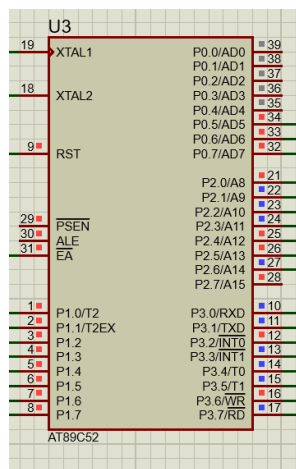 U3
19 XTAL1 P0.0/AD0 39
P0.1/AD1 38
P0.2/AD2 37
18 XTAL2 P0.3/AD3 36
P0.4/AD4 35
P0.5/AD5 34
P0.6/AD6 33
9 RST P0.7/AD7 32
P2.0/A8 21
P2.1/A9 22
P2.2/A10 23
29 PSEN P2.3/A11 24
30 ALE P2.4/A12 25
31 EA P2.5/A13 26
P2.6/A14 27
P2.7/A15 28
1 P1.0/T2 P3.0/RXD 10
2 P1.1/T2EX P3.1/TXD 11
3 P1.2 P3.2/INT0 12
4 P1.3 P3.3/INT1 13
5 P1.4 P3.4/T0 14
6 P1.5 P3.5/T1 15
7 P1.6 P3.6/WR 16
8 P1.7 P3.7/RD 17
AT89C52